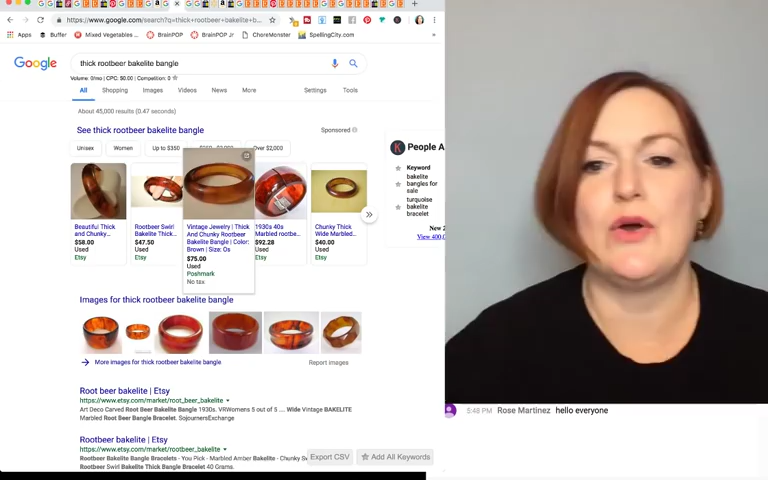 https://www.google.com/search?q=thick+rootbeer+bakelite+b...
Apps Buffer Mixed Vegetables ... BrainPOP BrainPOP Jr ChoreMonster SpellingCity.com
Google
thick rootbeer bakelite bangle
Volume: 0/mo | CPC: $0.00 | Competition: 0
All Shopping Images Videos News More Settings Tools
About 45,000 results (0.47 seconds)
See thick rootbeer bakelite bangle
Sponsored
Unisex Women Up to $350 Over $2,000
Beautiful Thick and Chunky...
$58.00
Used
Etsy
Rootbeer Swirl Bakelite Thick...
$47.50
Used
Etsy
Vintage Jewelry | Thick And Chunky Rootbeer Bakelite Bangle | Color: Brown | Size: Os
$75.00
Used
Poshmark
No tax
1930s 40s Marbled rootbe...
$92.28
Used
Etsy
Chunky Thick Wide Marbled...
$40.00
Used
Etsy
K People A
Keyword
bakelite
bangles for
sale
turquoise
bakelite
bracelet
New 2
View 400,
Images for thick rootbeer bakelite bangle
More images for thick rootbeer bakelite bangle
Report images
Root beer bakelite | Etsy
https://www.etsy.com/market/root_beer_bakelite
Art Deco Carved Root Beer Bakelite Bangle 1930s. VRWomens 5 out of 5 ... Wide Vintage BAKELITE
Marbled Root Beer Bangle Bracelet. SojournersExchange
Rootbeer bakelite | Etsy
https://www.etsy.com/market/rootbeer_bakelite
Rootbeer Bakelite Bangle Bracelets - You Pick - Marbled Amber Bakelite - Chunky
Rootbeer Swirl Bakelite Thick Bangle Bracelet 40 Grams.
Export CSV
Add All Keywords
5:48 PM Rose Martinez hello everyone